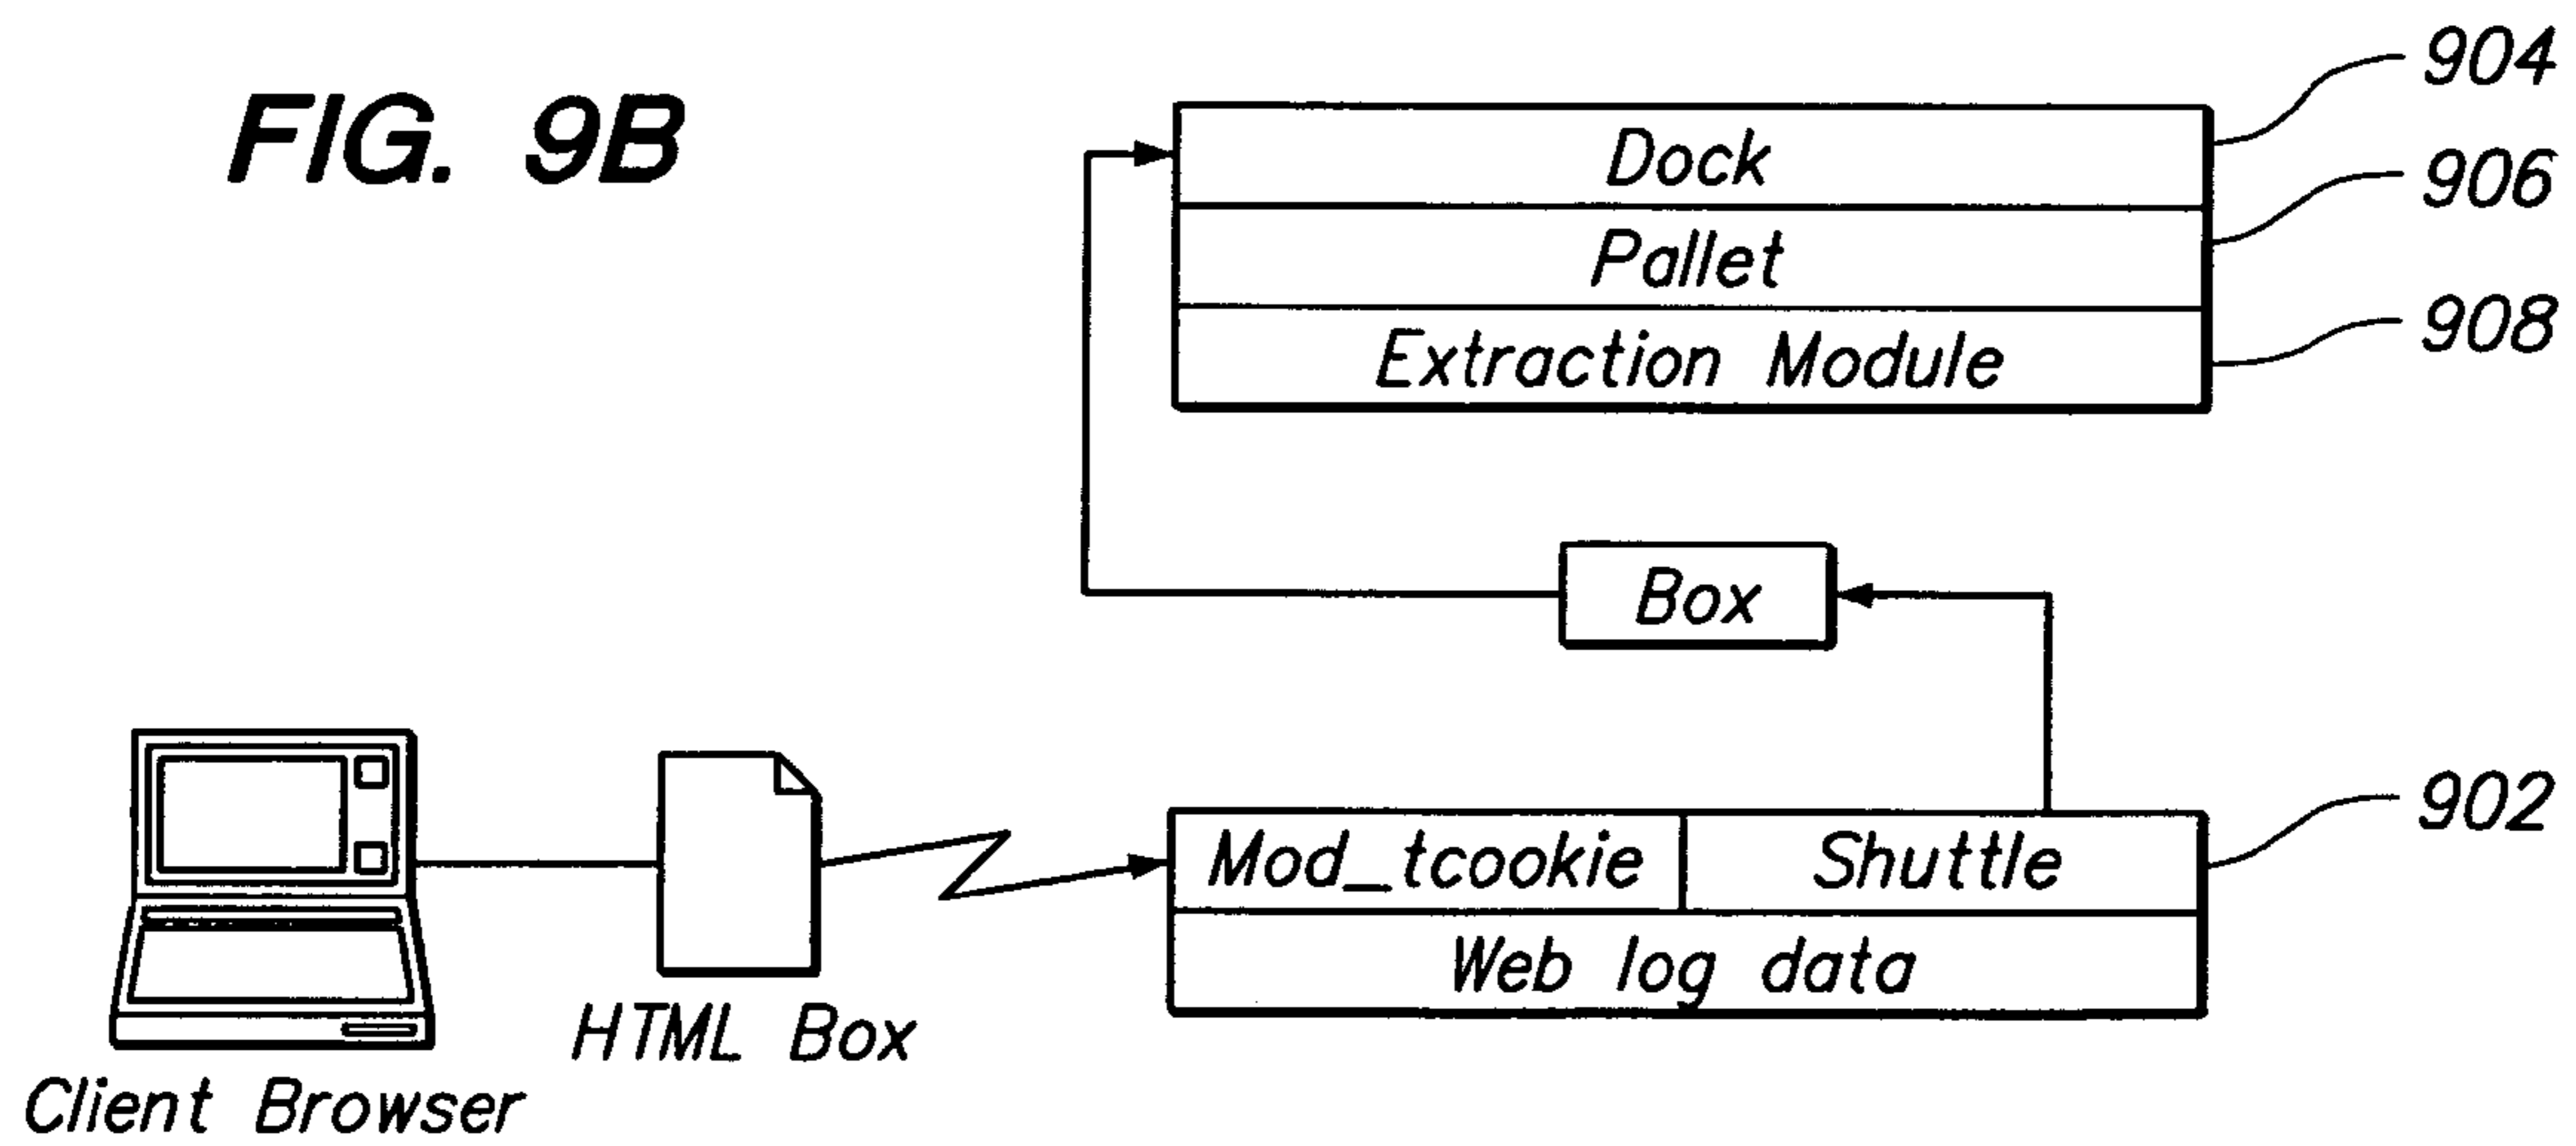 FIG. 9B
904
Dock
906
Pallet
908
Extraction Module
Box
902
Mod_tcookie
Shuttle
Web log data
HTML Box
Client Browser